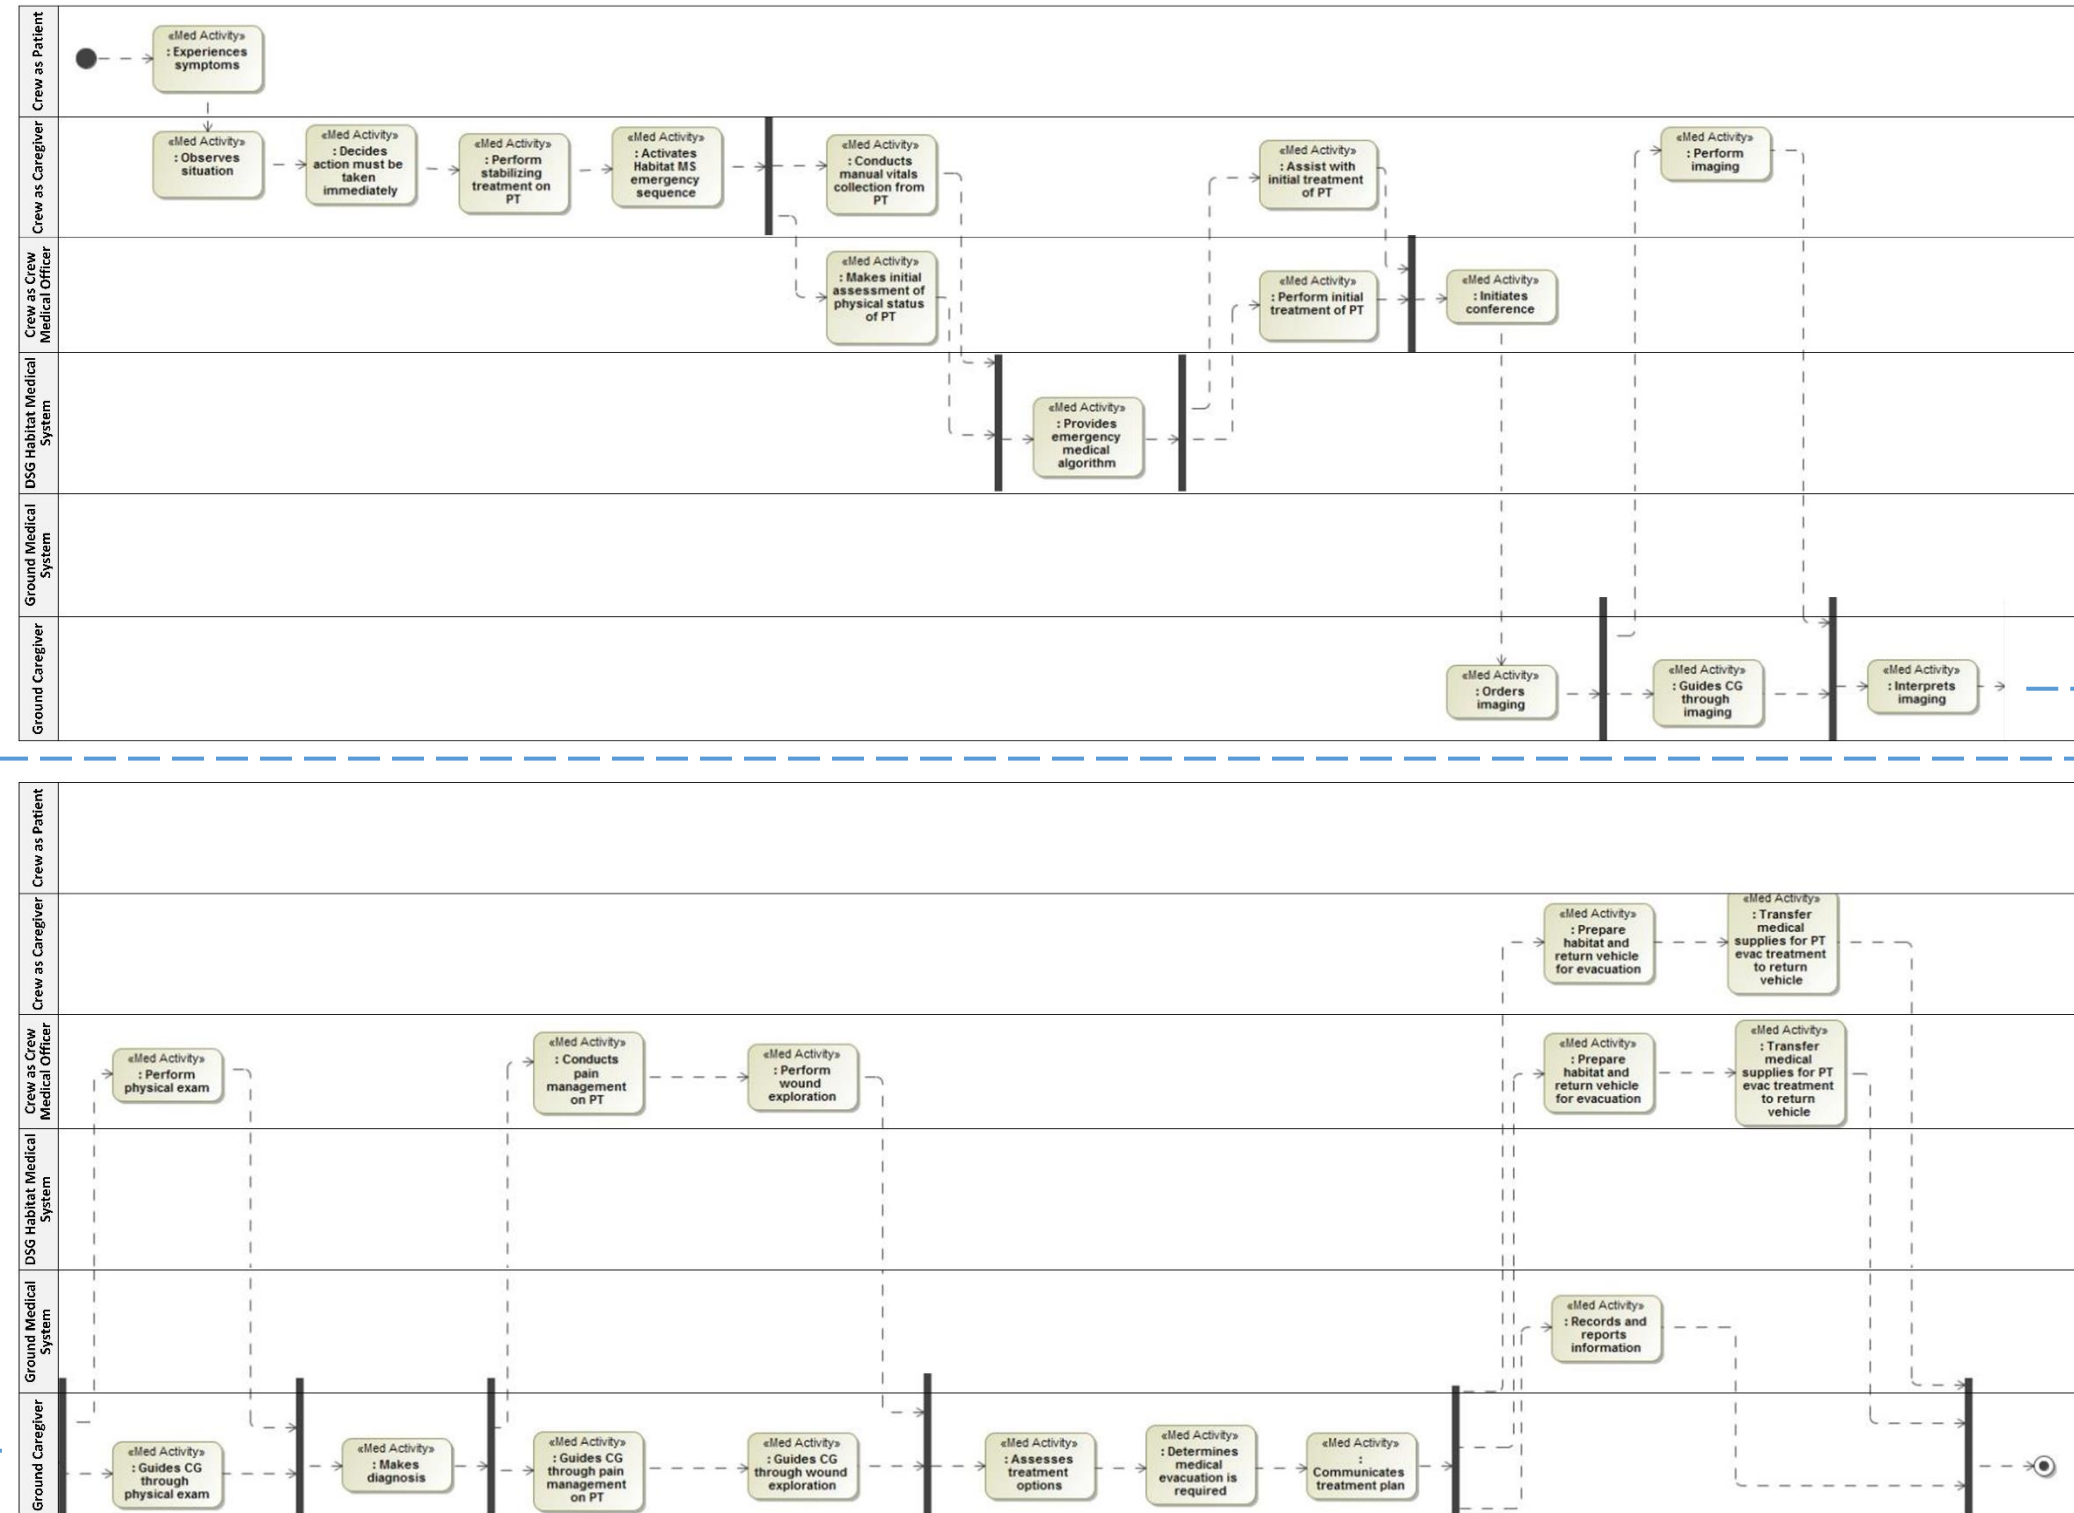 Crew as Patient
«Med Activity»
: Experiences
symptoms
Crew as Caregiver
«Med Activity»
: Observes
situation
«Med Activity»
: Decides
action must be
taken
immediately
«Med Activity»
: Perform
stabilizing
treatment on
PT
«Med Activity»
: Activates
Habitat MS
emergency
sequence
«Med Activity»
: Conducts
manual vitals
collection from
PT
«Med Activity»
: Assist with
initial treatment
of PT
«Med Activity»
: Perform
imaging
Crew as Crew
Medical Officer
«Med Activity»
: Makes initial
assessment of
physical status
of PT
«Med Activity»
: Perform initial
treatment of PT
«Med Activity»
: Initiates
conference
DSG Habitat Medical
System
«Med Activity»
: Provides
emergency
medical
algorithm
Ground Medical
System
Ground Caregiver
«Med Activity»
: Orders
imaging
«Med Activity»
: Guides CG
through
imaging
«Med Activity»
: Interprets
imaging
Crew as Patient
Crew as Caregiver
«Med Activity»
: Prepare
habitat and
return vehicle
for evacuation
«Med Activity»
: Transfer
medical
supplies for PT
evac treatment
to return
vehicle
Crew as Crew
Medical Officer
«Med Activity»
: Perform
physical exam
«Med Activity»
: Conducts
pain
management
on PT
«Med Activity»
: Perform
wound
exploration
«Med Activity»
: Prepare
habitat and
return vehicle
for evacuation
«Med Activity»
: Transfer
medical
supplies for PT
evac treatment
to return
vehicle
DSG Habitat Medical
System
Ground Medical
System
«Med Activity»
: Records and
reports
information
Ground Caregiver
«Med Activity»
: Guides CG
through
physical exam
«Med Activity»
: Makes
diagnosis
«Med Activity»
: Guides CG
through pain
management
on PT
«Med Activity»
: Guides CG
through wound
exploration
«Med Activity»
: Assesses
treatment
options
«Med Activity»
: Determines
medical
evacuation is
required
«Med Activity»
:
Communicates
treatment plan